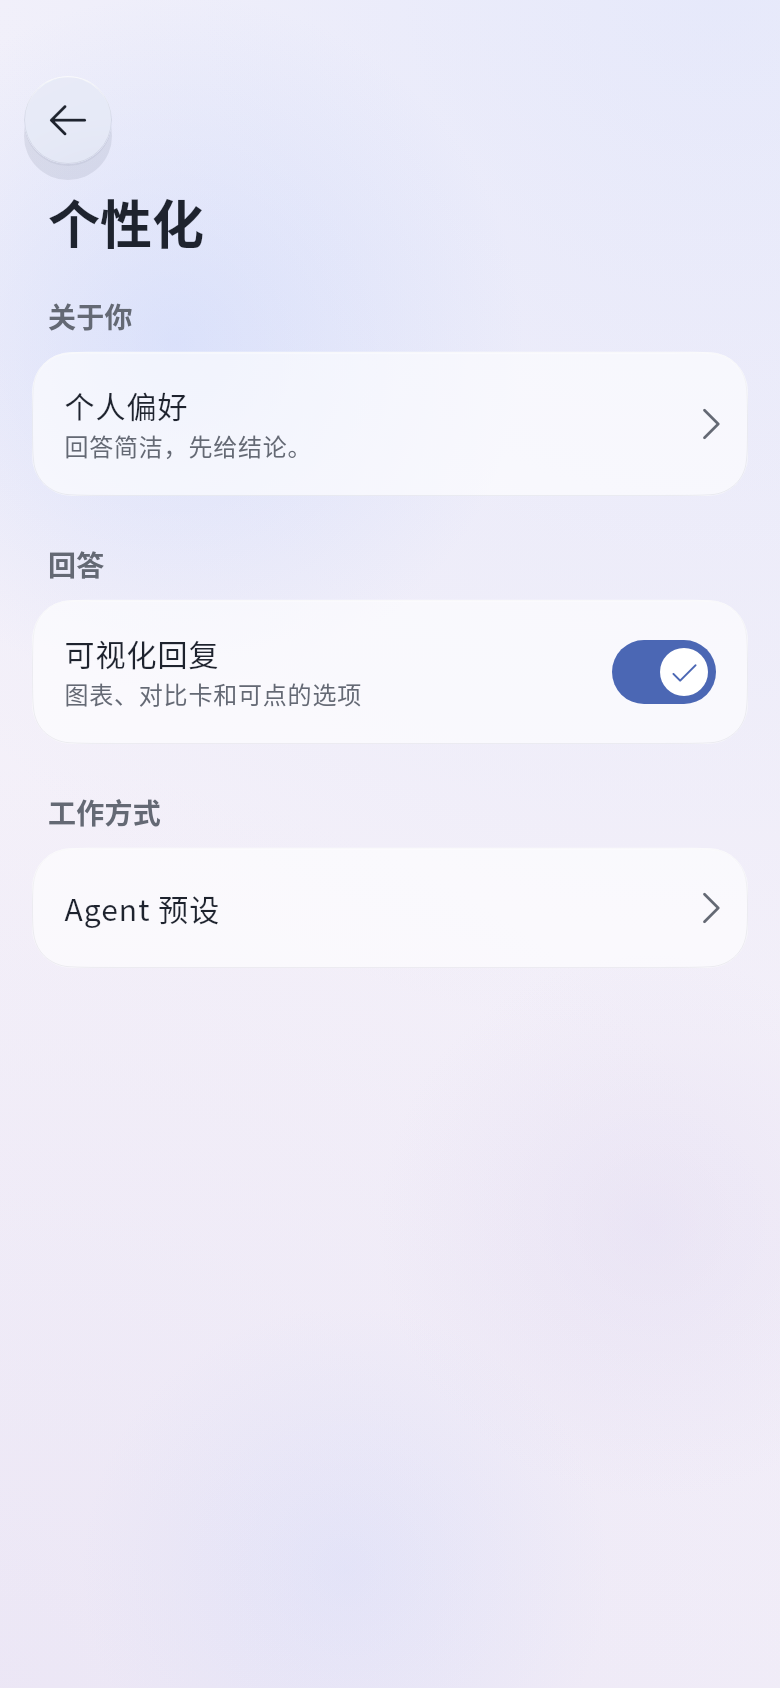 个性化
关于你
个人偏好
回答简洁，先给结论。
回答
可视化回复
图表、对比卡和可点的选项
工作方式
Agent 预设